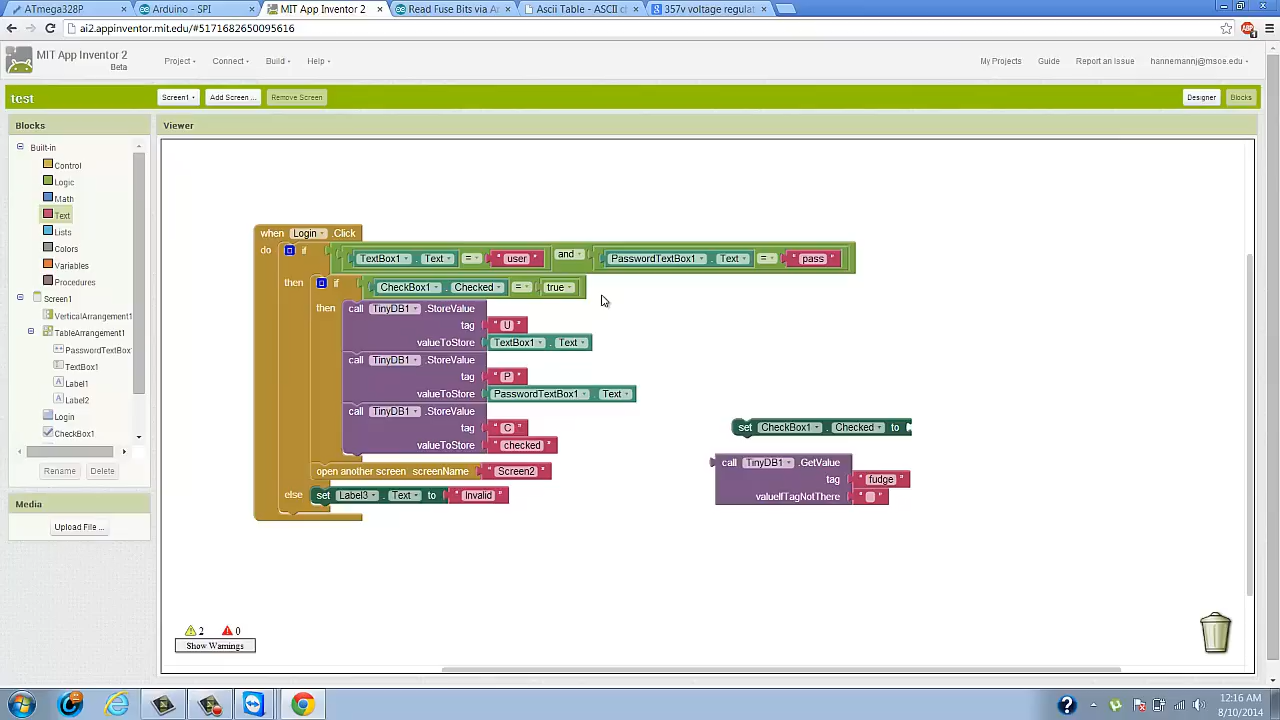 ATmega328P
Arduino - SPI
MIT App Inventor 2
Read Fuse Bits via Ar
Ascii Table - ASCII ch
357v voltage regulat
ai2.appinventor.mit.edu/#5171682650095616
MIT App Inventor 2
Beta
Project
Connect
Build
Help
My Projects
Guide
Report an Issue
hannemannj@msoe.edu
test
Screen1
Add Screen ...
Remove Screen
Designer
Blocks
Blocks
Viewer
Built-in
Control
Logic
Math
Text
Lists
Colors
Variables
Procedures
Screen1
VerticalArrangement1
TableArrangement1
PasswordTextBox
TextBox1
Label1
Label2
Login
CheckBox1
Rename
Delete
Media
Upload File ...
when Login .Click
do if TextBox1 . Text = " user " and PasswordTextBox1 . Text = " pass "
then if CheckBox1 . Checked = true
then call TinyDB1 .StoreValue
tag " U "
valueToStore TextBox1 . Text
call TinyDB1 .StoreValue
tag " P "
valueToStore PasswordTextBox1 . Text
call TinyDB1 .StoreValue
tag " C "
valueToStore " checked "
open another screen screenName " Screen2 "
else set Label3 . Text to " Invalid "
set CheckBox1 . Checked to
call TinyDB1 .GetValue
tag " fudge "
valueIfTagNotThere " "
2 0
Show Warnings
12:16 AM
8/10/2014